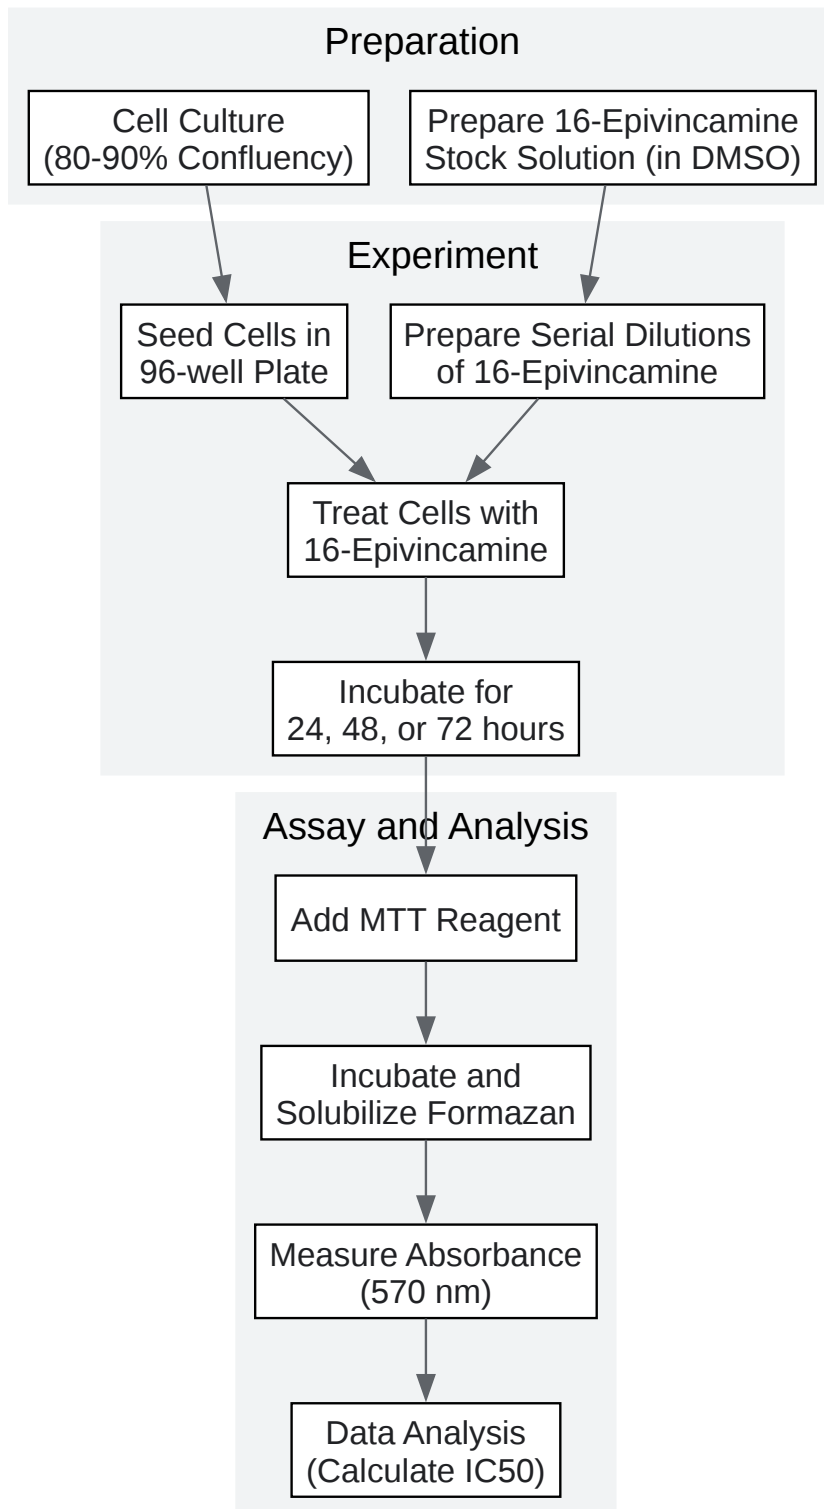 Preparation
Cell Culture
(80-90% Confluency)
Prepare 16-Epivincamine
Stock Solution (in DMSO)
Experiment
Seed Cells in
96-well Plate
Prepare Serial Dilutions
of 16-Epivincamine
Treat Cells with
16-Epivincamine
Incubate for
24, 48, or 72 hours
Assay and Analysis
Add MTT Reagent
Incubate and
Solubilize Formazan
Measure Absorbance
(570 nm)
Data Analysis
(Calculate IC50)